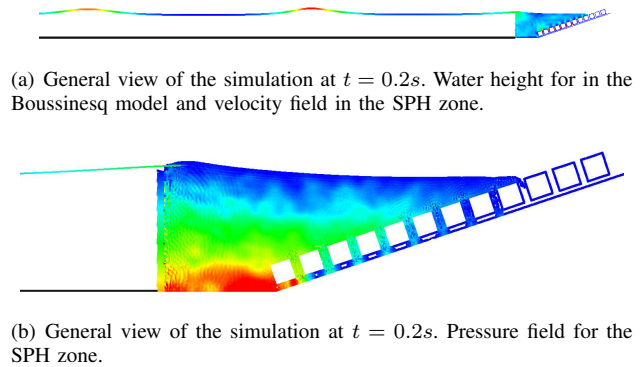 (a) General view of the simulation at t = 0.2s. Water height for in the
Boussinesq model and velocity field in the SPH zone.
(b) General view of the simulation at t = 0.2s. Pressure field for the
SPH zone.